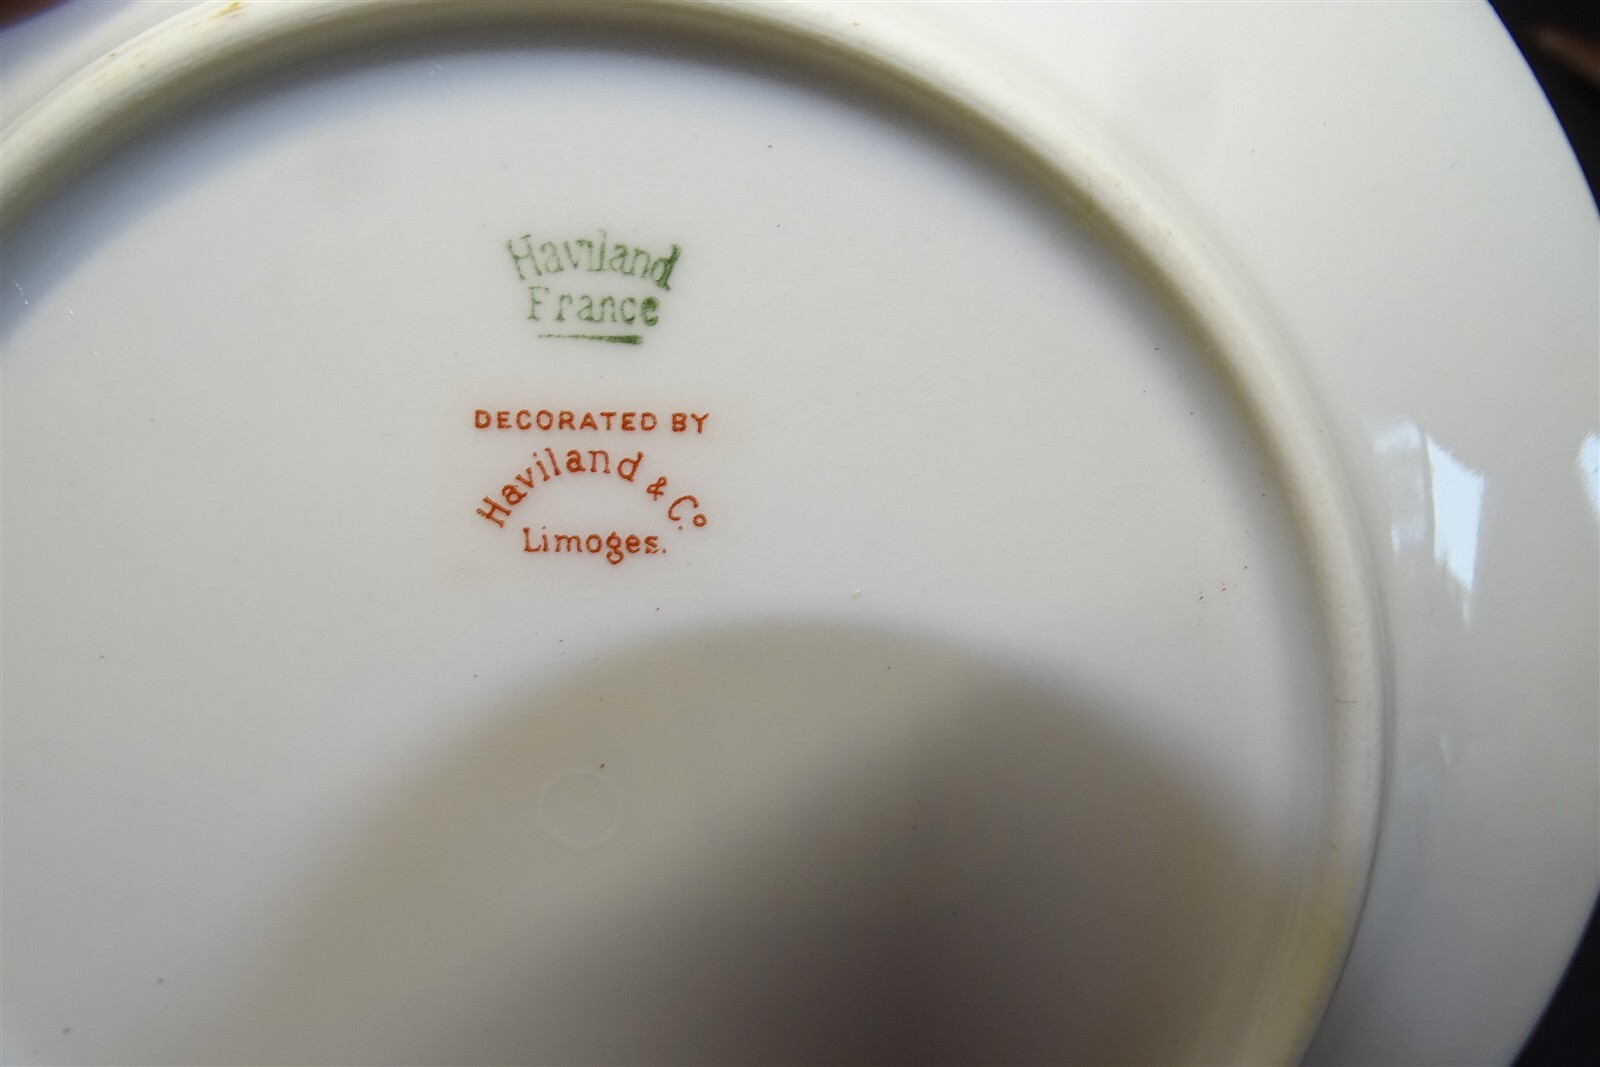 Haviland
France
DECORATED BY
Haviland & Co.
Limoges.